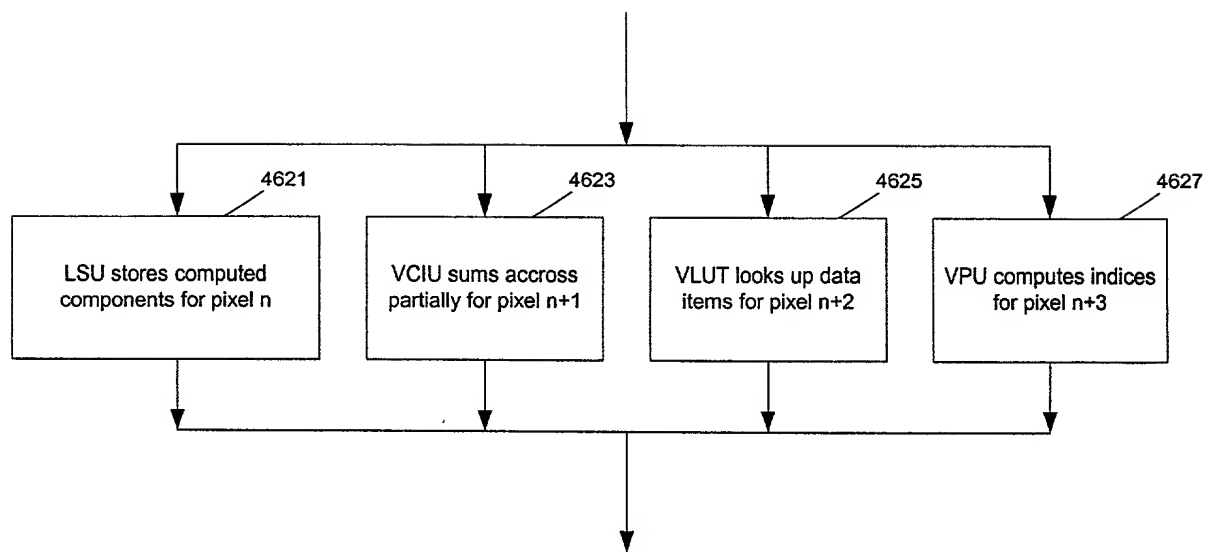 4621
4623
4625
4627
LSU stores computed
components for pixel n
VCIU sums accross
partially for pixel n+1
VLUT looks up data
items for pixel n+2
VPU computes indices
for pixel n+3